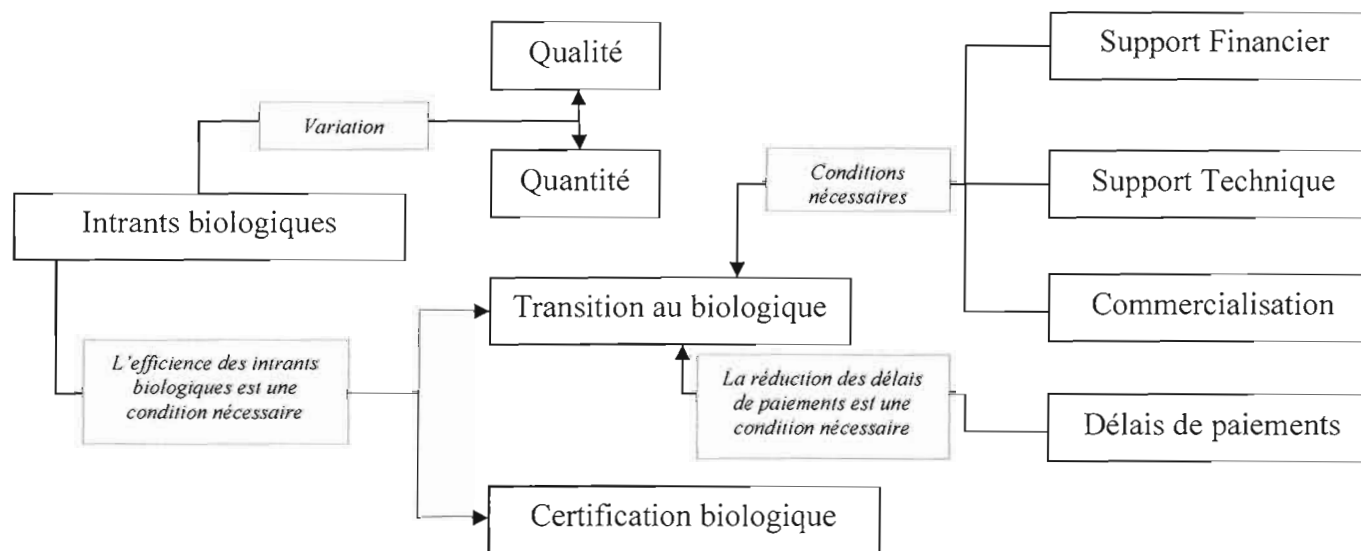 Qualité
Support Financier
Variation
Quantité
Conditions
nécessaires
Support Technique
Intrants biologiques
Transition au biologique
Commercialisation
L'efficience des intrants
biologiques est une
condition nécessaire
La réduction des délais
de paiements est une
condition nécessaire
Délais de paiements
Certification biologique